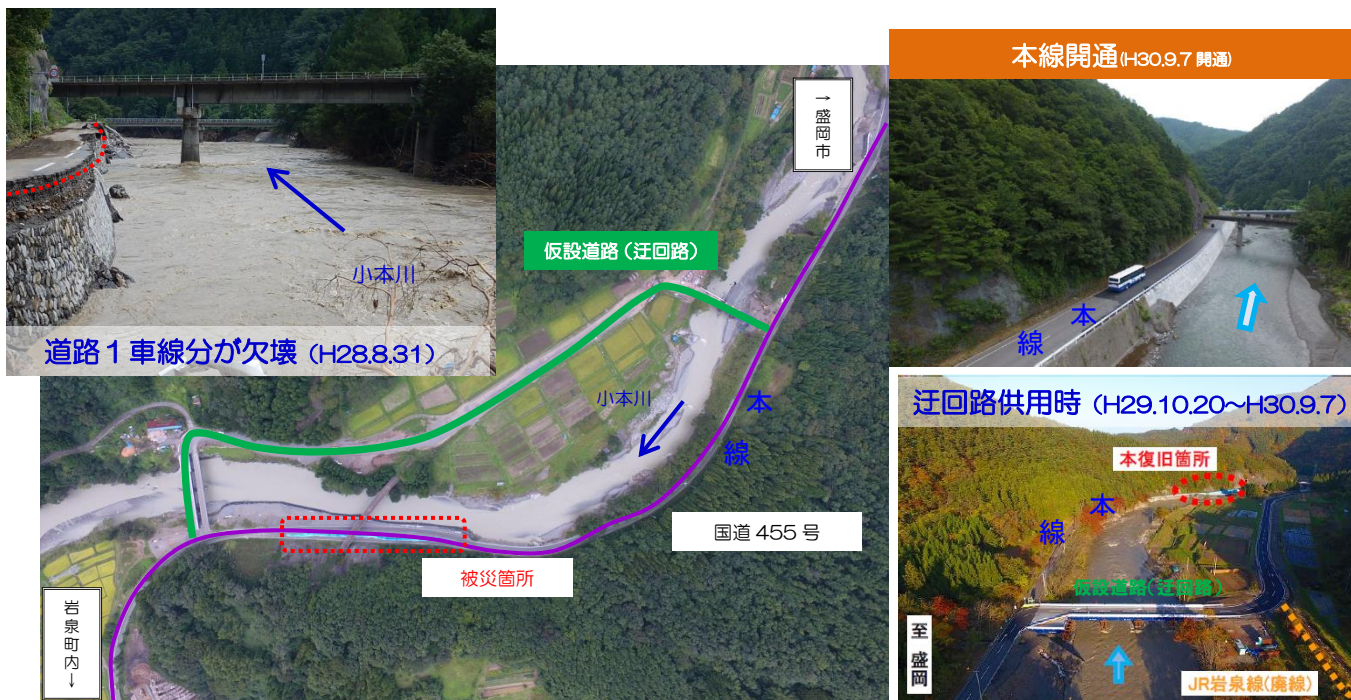 小本川
道路1車線分が欠壊 (H28.8.31)
→盛岡市
仮設道路(迂回路)
小本川
本線
国道455号
被災箇所
岩泉町内→
本線開通(H30.9.7 開通)
本線
迂回路供用時 (H29.10.20~H30.9.7)
本復旧箇所
本線
仮設道路(迂回路)
至 盛岡
JR岩泉線(廃線)